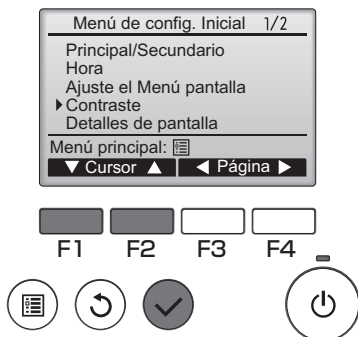 Menú de config. Inicial 1/2
Principal/Secundario
Hora
Ajuste el Menú pantalla
Contraste
Detalles de pantalla
Menú principal:
Cursor Página
F1 F2 F3 F4